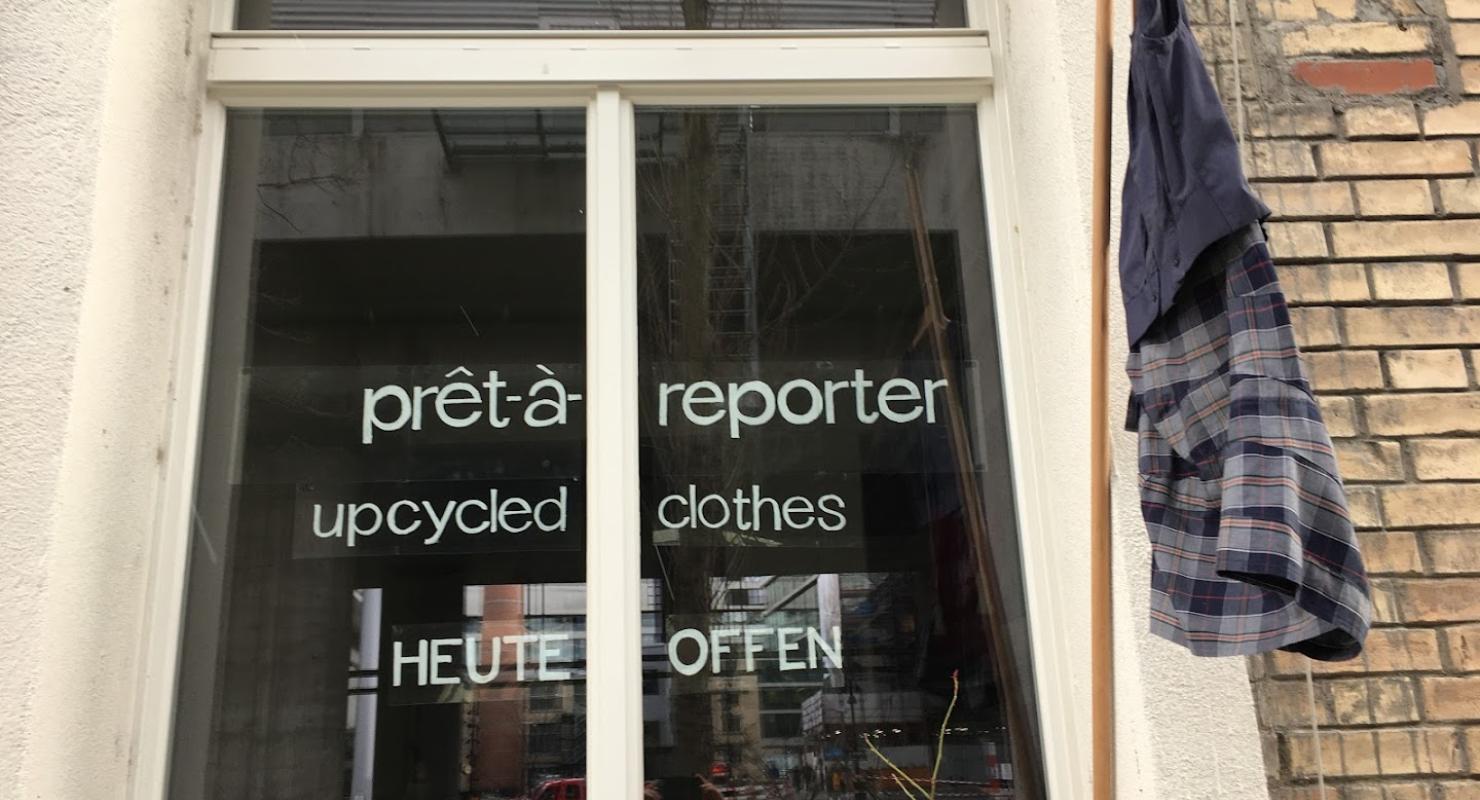 prêt-à-reporter
upcycled clothes
HEUTE OFFEN